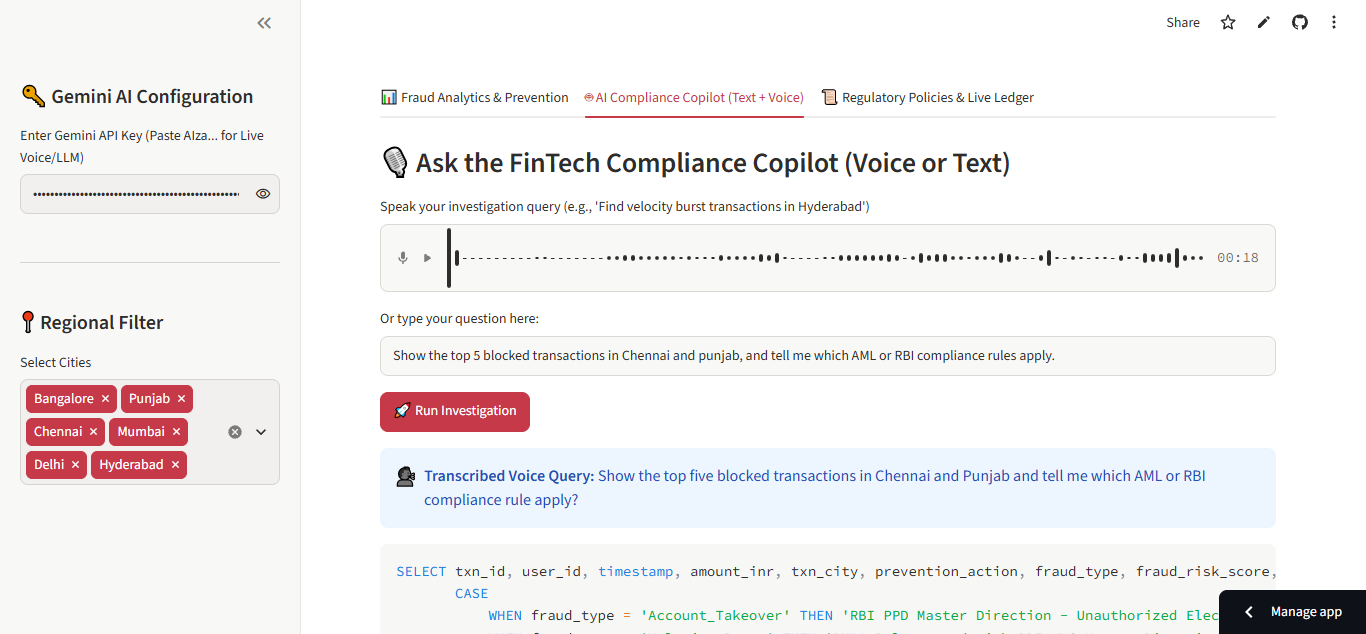 Share
Gemini AI Configuration
Enter Gemini API Key (Paste AIza... for Live
Voice/LLM)
Regional Filter
Select Cities
Bangalore × Punjab ×
Chennai × Mumbai ×
Delhi × Hyderabad ×
Fraud Analytics & Prevention AI Compliance Copilot (Text + Voice) Regulatory Policies & Live Ledger
Ask the FinTech Compliance Copilot (Voice or Text)
Speak your investigation query (e.g., 'Find velocity burst transactions in Hyderabad')
00:18
Or type your question here:
Show the top 5 blocked transactions in Chennai and punjab, and tell me which AML or RBI compliance rules apply.
Run Investigation
Transcribed Voice Query: Show the top five blocked transactions in Chennai and Punjab and tell me which AML or RBI
compliance rule apply?
SELECT txn_id, user_id, timestamp, amount_inr, txn_city, prevention_action, fraud_type, fraud_risk_score,
CASE
WHEN fraud_type = 'Account_Takeover' THEN 'RBI PPD Master Direction - Unauthorized Elec
Manage app